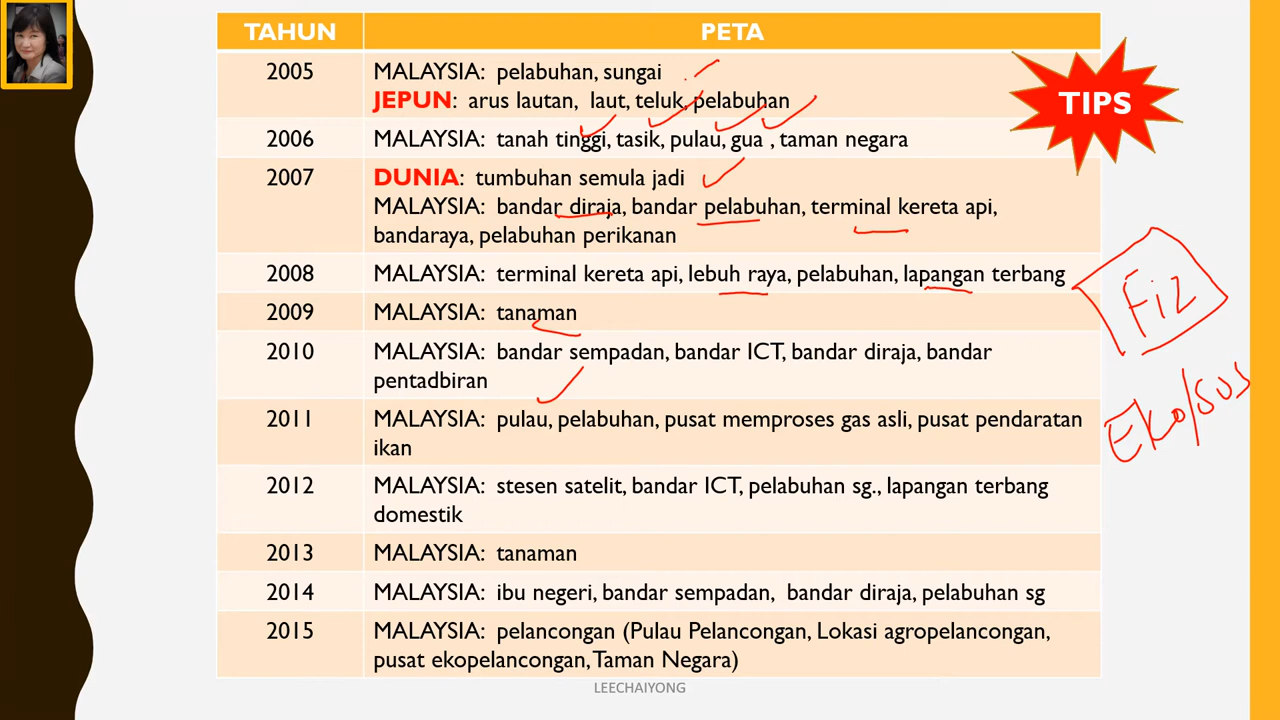 TAHUN PETA
2005 MALAYSIA: pelabuhan, sungai
JEPUN: arus lautan, laut, teluk, pelabuhan
TIPS
2006 MALAYSIA: tanah tinggi, tasik, pulau, gua , taman negara
2007 DUNIA: tumbuhan semula jadi
MALAYSIA: bandar diraja, bandar pelabuhan, terminal kereta api,
bandaraya, pelabuhan perikanan
2008 MALAYSIA: terminal kereta api, lebuh raya, pelabuhan, lapangan terbang
Fiz
2009 MALAYSIA: tanaman
2010 MALAYSIA: bandar sempadan, bandar ICT, bandar diraja, bandar
pentadbiran
Eko/sos
2011 MALAYSIA: pulau, pelabuhan, pusat memproses gas asli, pusat pendaratan
ikan
2012 MALAYSIA: stesen satelit, bandar ICT, pelabuhan sg., lapangan terbang
domestik
2013 MALAYSIA: tanaman
2014 MALAYSIA: ibu negeri, bandar sempadan, bandar diraja, pelabuhan sg
2015 MALAYSIA: pelancongan (Pulau Pelancongan, Lokasi agropelancongan,
pusat ekopelancongan, Taman Negara)
LEECHAIYONG